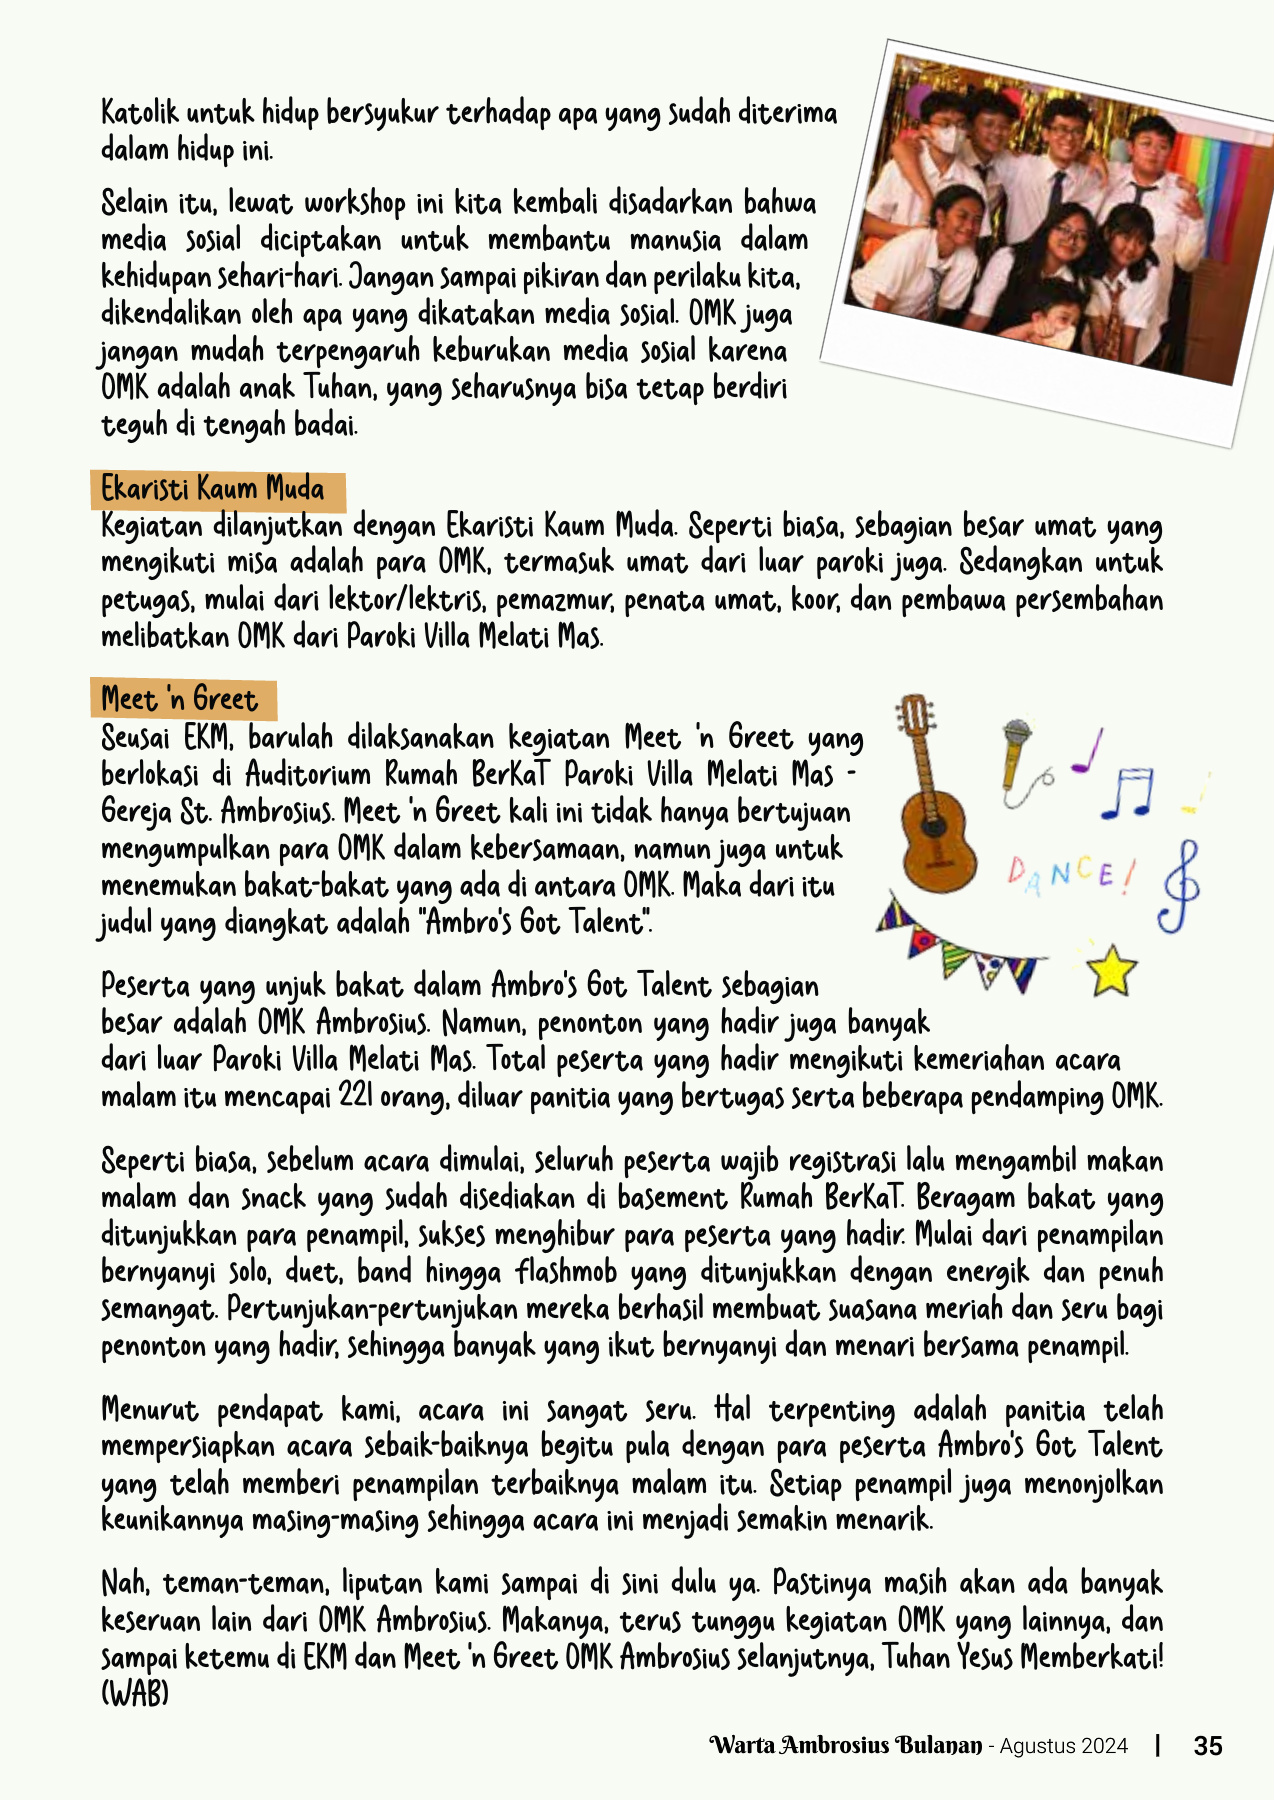 Katolik untuk hidup bersyukur terhadap apa yang sudah diterima
dalam hidup ini.
Selain itu, lewat workshop ini kita kembali disadarkan bahwa
media sosial diciptakan untuk membantu manusia dalam
kehidupan sehari-hari. Jangan sampai pikiran dan perilaku kita,
dikendalikan oleh apa yang dikatakan media sosial. OMK juga
jangan mudah terpengaruh keburukan media sosial karena
OMK adalah anak Tuhan, yang seharusnya bisa tetap berdiri
teguh di tengah badai.
Ekaristi Kaum Muda
Kegiatan dilanjutkan dengan Ekaristi Kaum Muda. Seperti biasa, sebagian besar umat yang
mengikuti misa adalah para OMK, termasuk umat dari luar paroki juga. Sedangkan untuk
petugas, mulai dari lektor/lektris, pemazmur, penata umat, koor, dan pembawa persembahan
melibatkan OMK dari Paroki Villa Melati Mas.
Meet 'n Greet
Seusai EKM, barulah dilaksanakan kegiatan Meet 'n Greet yang
berlokasi di Auditorium Rumah BerKaT Paroki Villa Melati Mas -
Gereja St. Ambrosius. Meet 'n Greet kali ini tidak hanya bertujuan
mengumpulkan para OMK dalam kebersamaan, namun juga untuk
menemukan bakat-bakat yang ada di antara OMK. Maka dari itu
judul yang diangkat adalah "Ambro's Got Talent".
DANCE!
Peserta yang unjuk bakat dalam Ambro's Got Talent sebagian
besar adalah OMK Ambrosius. Namun, penonton yang hadir juga banyak
dari luar Paroki Villa Melati Mas. Total peserta yang hadir mengikuti kemeriahan acara
malam itu mencapai 221 orang, diluar panitia yang bertugas serta beberapa pendamping OMK.
Seperti biasa, sebelum acara dimulai, seluruh peserta wajib registrasi lalu mengambil makan
malam dan snack yang sudah disediakan di basement Rumah BerKaT. Beragam bakat yang
ditunjukkan para penampil, sukses menghibur para peserta yang hadir. Mulai dari penampilan
bernyanyi solo, duet, band hingga flashmob yang ditunjukkan dengan energik dan penuh
semangat. Pertunjukan-pertunjukan mereka berhasil membuat suasana meriah dan seru bagi
penonton yang hadir, sehingga banyak yang ikut bernyanyi dan menari bersama penampil.
Menurut pendapat kami, acara ini sangat seru. Hal terpenting adalah panitia telah
mempersiapkan acara sebaik-baiknya begitu pula dengan para peserta Ambro's Got Talent
yang telah memberi penampilan terbaiknya malam itu. Setiap penampil juga menonjolkan
keunikannya masing-masing sehingga acara ini menjadi semakin menarik.
Nah, teman-teman, liputan kami sampai di sini dulu ya. Pastinya masih akan ada banyak
keseruan lain dari OMK Ambrosius. Makanya, terus tunggu kegiatan OMK yang lainnya, dan
sampai ketemu di EKM dan Meet 'n Greet OMK Ambrosius selanjutnya, Tuhan Yesus Memberkati!
(WAB)
Warta Ambrosius Bulanan - Agustus 2024 | 35